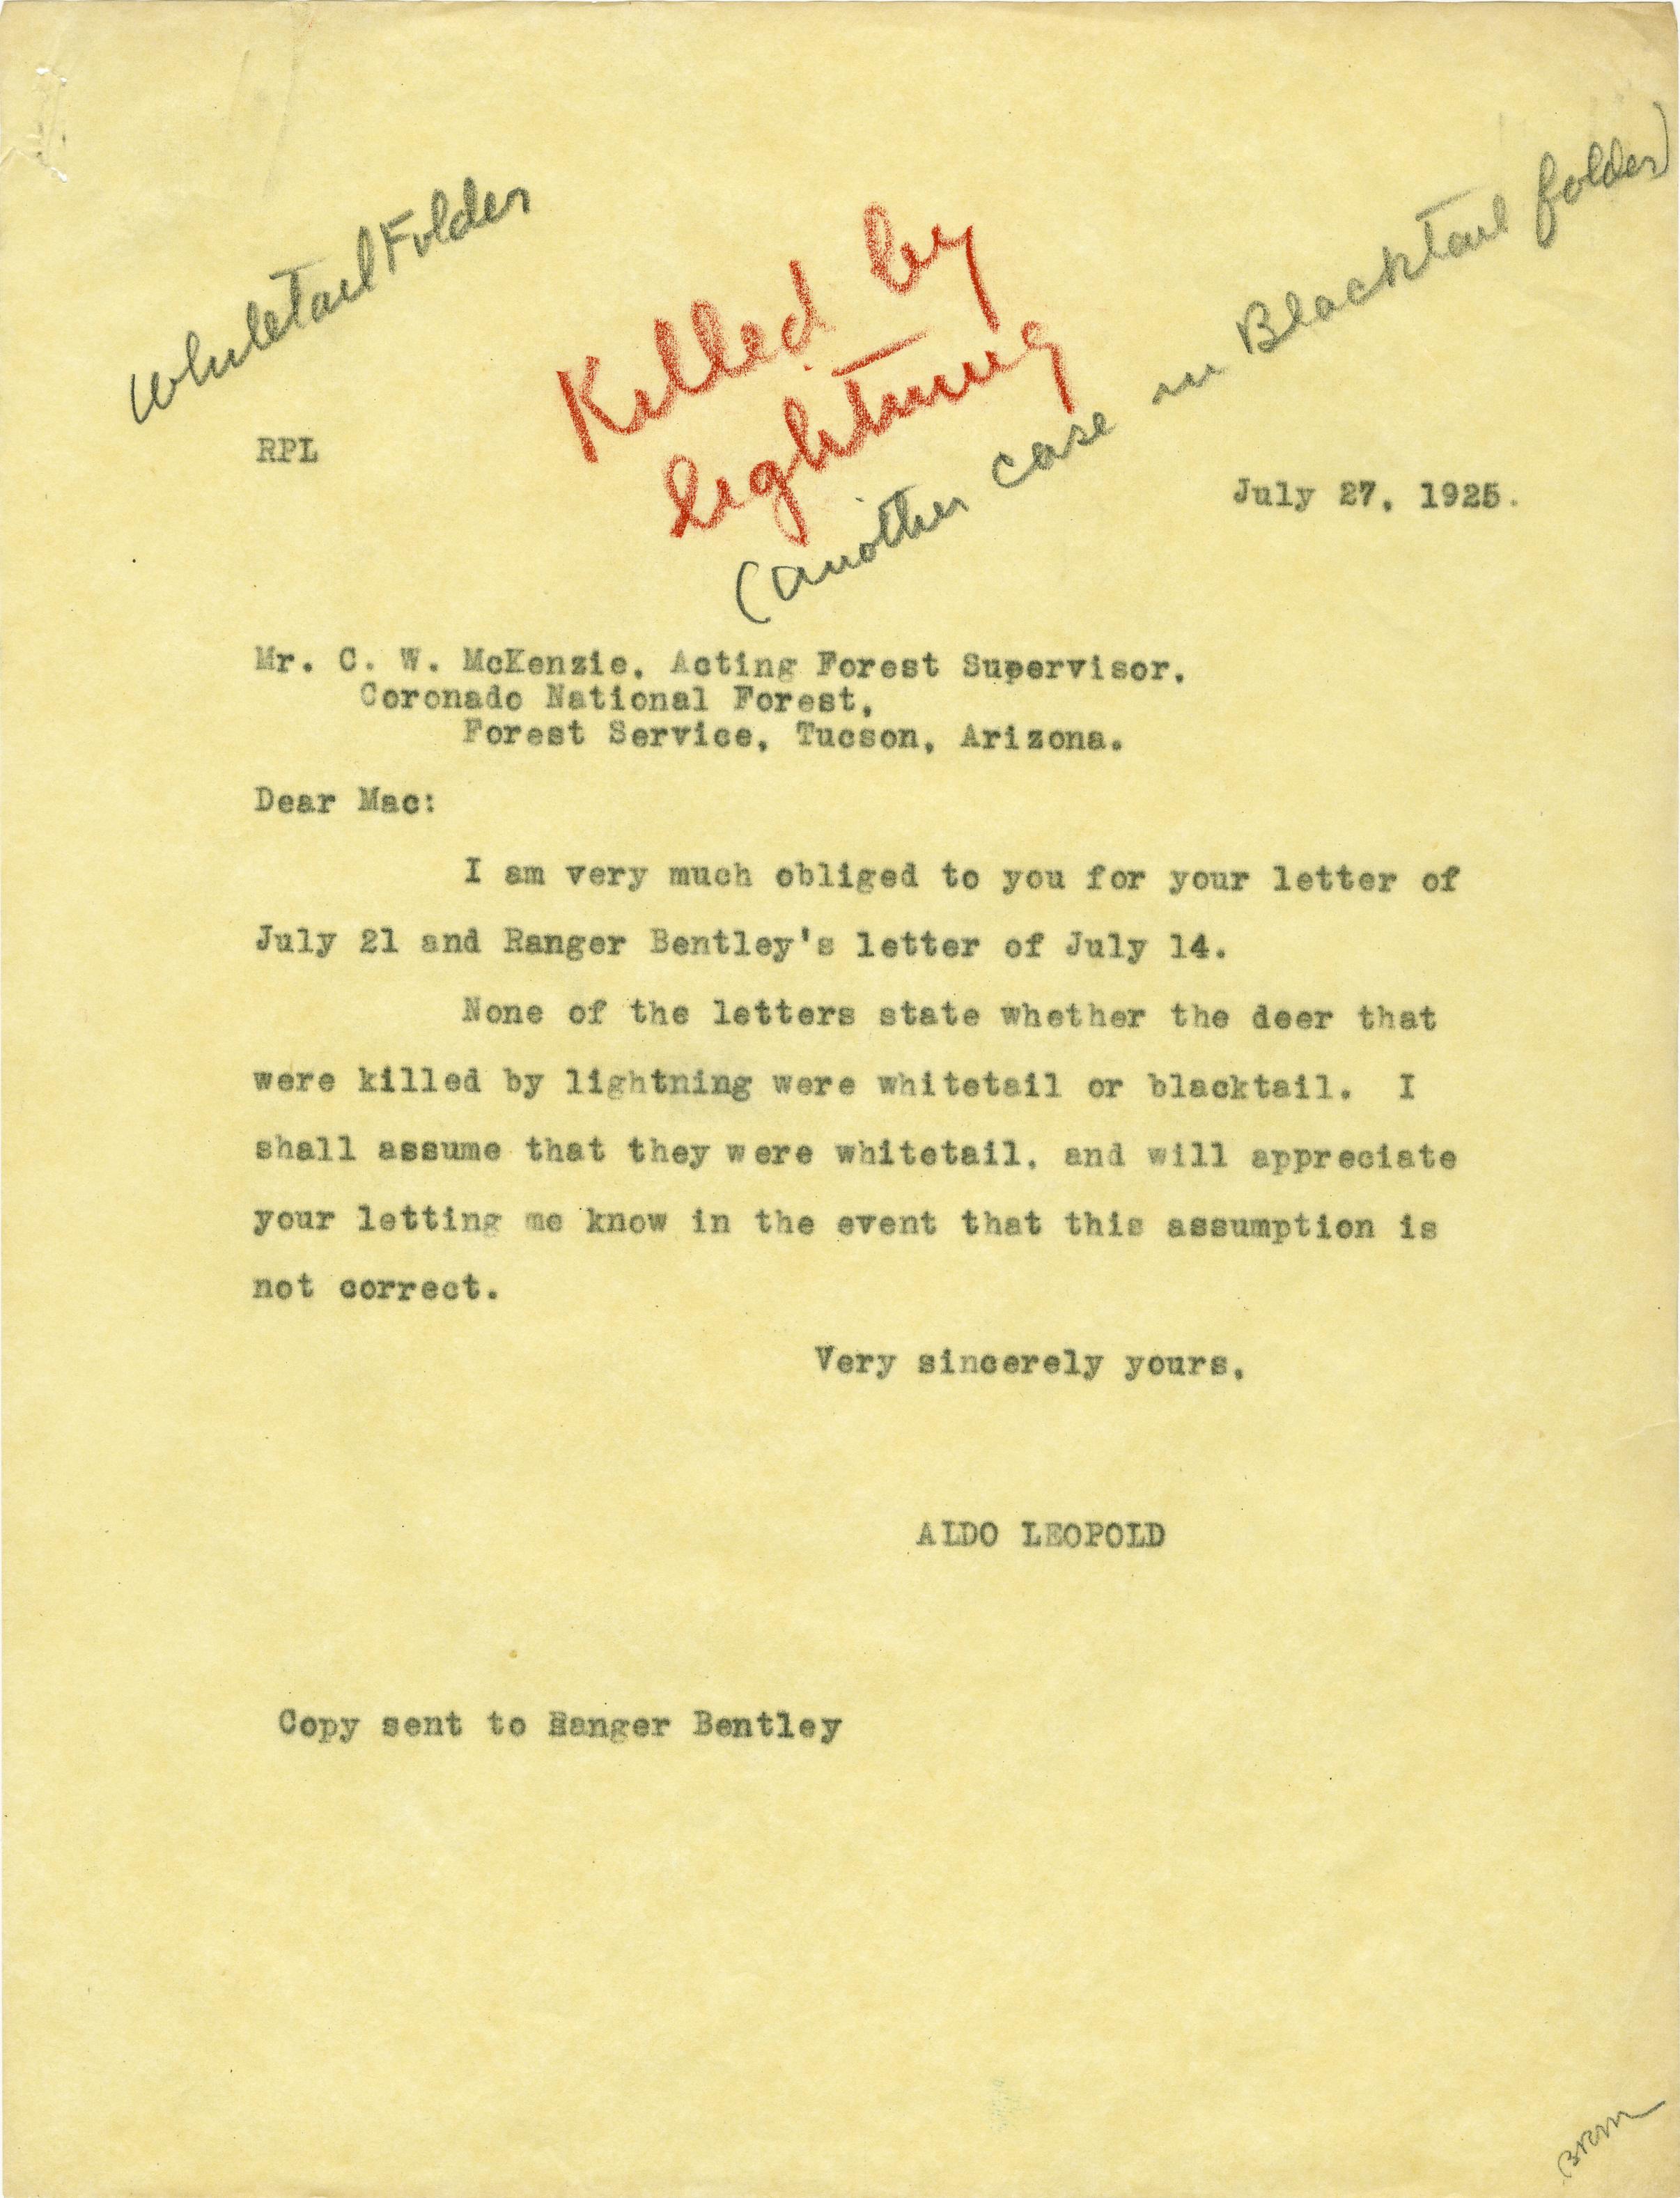 Whitetail Folder
Killed by
lightning
(another case in Blacktail folder)
RPL
July 27, 1925.
Mr. C. W. McKenzie, Acting Forest Supervisor,
Coronado National Forest,
Forest Service, Tucson, Arizona.
Dear Mac:
I am very much obliged to you for your letter of
July 21 and Ranger Bentley's letter of July 14.
None of the letters state whether the deer that
were killed by lightning were whitetail or blacktail. I
shall assume that they were whitetail, and will appreciate
your letting me know in the event that this assumption is
not correct.
Very sincerely yours,
ALDO LEOPOLD
Copy sent to Ranger Bentley